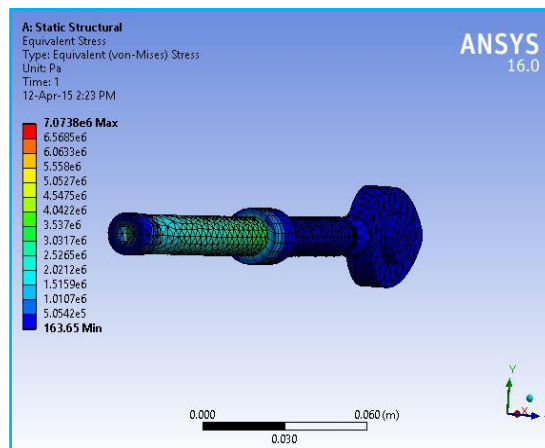 A: Static Structural
Equivalent Stress
Type: Equivalent (von-Mises) Stress
Unit: Pa
Time: 1
12-Apr-15 2:23 PM
ANSYS
16.0
7.0738e6 Max
6.5685e6
6.0633e6
5.558e6
5.0527e6
4.5475e6
4.0422e6
3.537e6
3.0317e6
2.5265e6
2.0212e6
1.5159e6
1.0107e6
5.0542e5
163.65 Min
0.000
0.060 (m)
0.030
Y
X